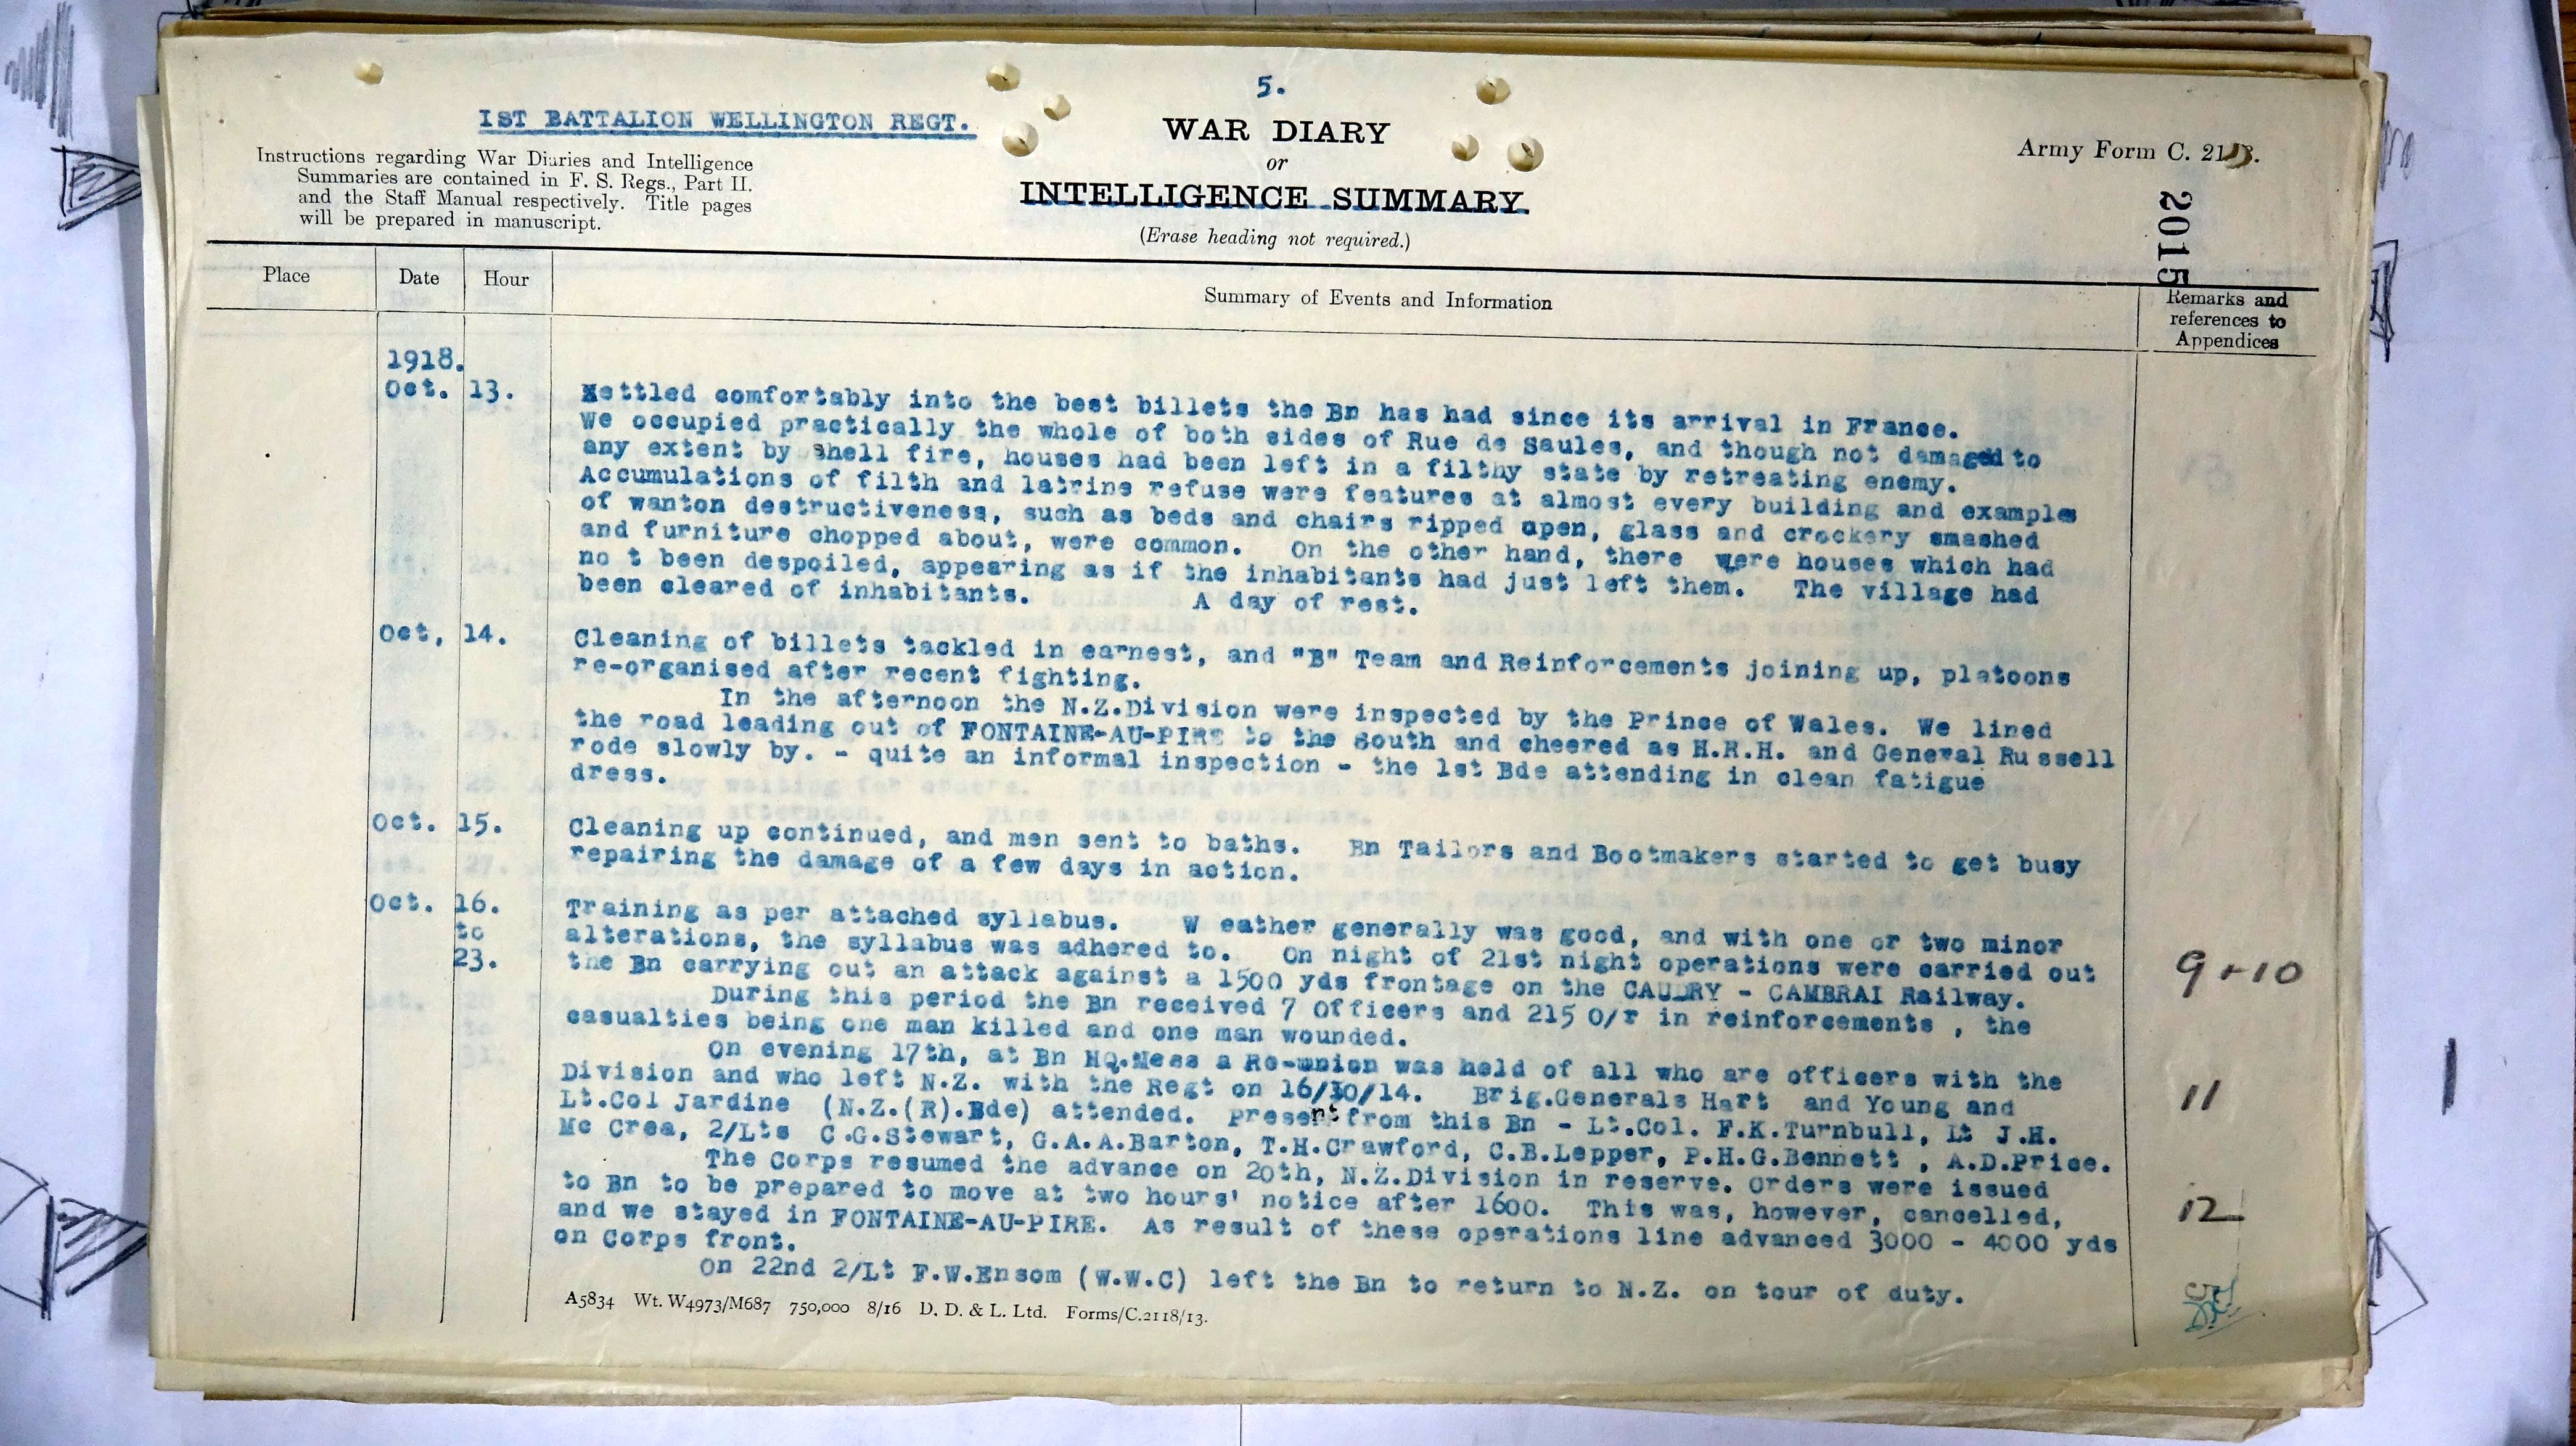 5.
1ST BATTALION WELLINGTON REGT.
WAR DIARY
or
INTELLIGENCE SUMMARY.
(Erase heading not required.)
Instructions regarding War Diaries and Intelligence
Summaries are contained in F. S. Regs., Part II.
and the Staff Manual respectively. Title pages
will be prepared in manuscript.
Army Form C. 2118.
2015
Place Date Hour Summary of Events and Information Remarks and
references to
Appendices
1918.
Oct. 13. Settled comfortably into the best billets the Bn has had since its arrival in France.
We occupied practically the whole of both sides of Rue de Saules, and though not damaged to
any extent by shell fire, houses had been left in a filthy state by retreating enemy.
Accumulations of filth and latrine refuse were features at almost every building and examples
of wanton destructiveness, such as beds and chairs ripped open, glass and crockery smashed
and furniture chopped about, were common. On the other hand, there were houses which had
no t been despoiled, appearing as if the inhabitants had just left them. The village had
been cleared of inhabitants. A day of rest.
Oct, 14. Cleaning of billets tackled in earnest, and "B" Team and Reinforcements joining up, platoons
re-organised after recent fighting.
In the afternoon the N.Z.Division were inspected by the Prince of Wales. We lined
the road leading out of FONTAINE-AU-PIRE to the South and cheered as H.R.H. and General Ru ssell
rode slowly by. - quite an informal inspection - the 1st Bde attending in clean fatigue
dress.
Oct. 15. Cleaning up continued, and men sent to baths. Bn Tailors and Bootmakers started to get busy
repairing the damage of a few days in action.
Oct. 16. Training as per attached syllabus. W eather generally was good, and with one or two minor
to alterations, the syllabus was adhered to. On night of 21st night operations were carried out
23. the Bn carrying out an attack against a 1500 yds frontage on the CAUDRY - CAMBRAI Railway. 9 + 10
During this period the Bn received 7 Officers and 215 O/r in reinforcements , the
casualties being one man killed and one man wounded.
On evening 17th, at Bn HQ.Mess a Re-union was held of all who are officers with the
Division and who left N.Z. with the Regt on 16/10/14. Brig.Generals Hart and Young and 11
Lt.Col Jardine (N.Z.(R).Bde) attended. Present from this Bn - Lt.Col. F.K.Turnbull, Lt J.H.
Mc Crea, 2/Lts C.G.Stewart, G.A.A.Barton, T.H.Crawford, C.B.Lepper, P.H.G.Bennett , A.D.Price.
The Corps resumed the advance on 20th, N.Z.Division in reserve. Orders were issued
to Bn to be prepared to move at two hours' notice after 1600. This was, however, cancelled, 12
and we stayed in FONTAINE-AU-PIRE. As result of these operations line advanced 3000 - 4000 yds
on Corps front.
On 22nd 2/Lt F.W.Ensom (W.W.C) left the Bn to return to N.Z. on tour of duty.
A5834 Wt. W4973/M687 750,000 8/16 D. D. & L. Ltd. Forms/C.2118/13.